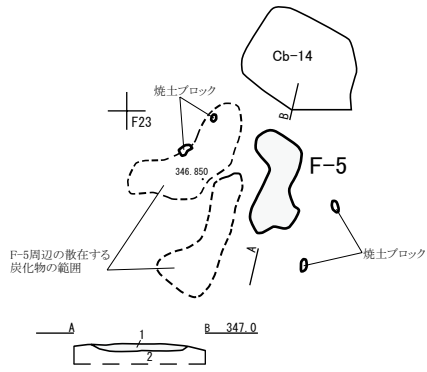 Cb-14
焼土ブロック
B
F23
F-5
346.850
A
F-5周辺の散在する
炭化物の範囲
焼土ブロック
A B 347.0
1
2